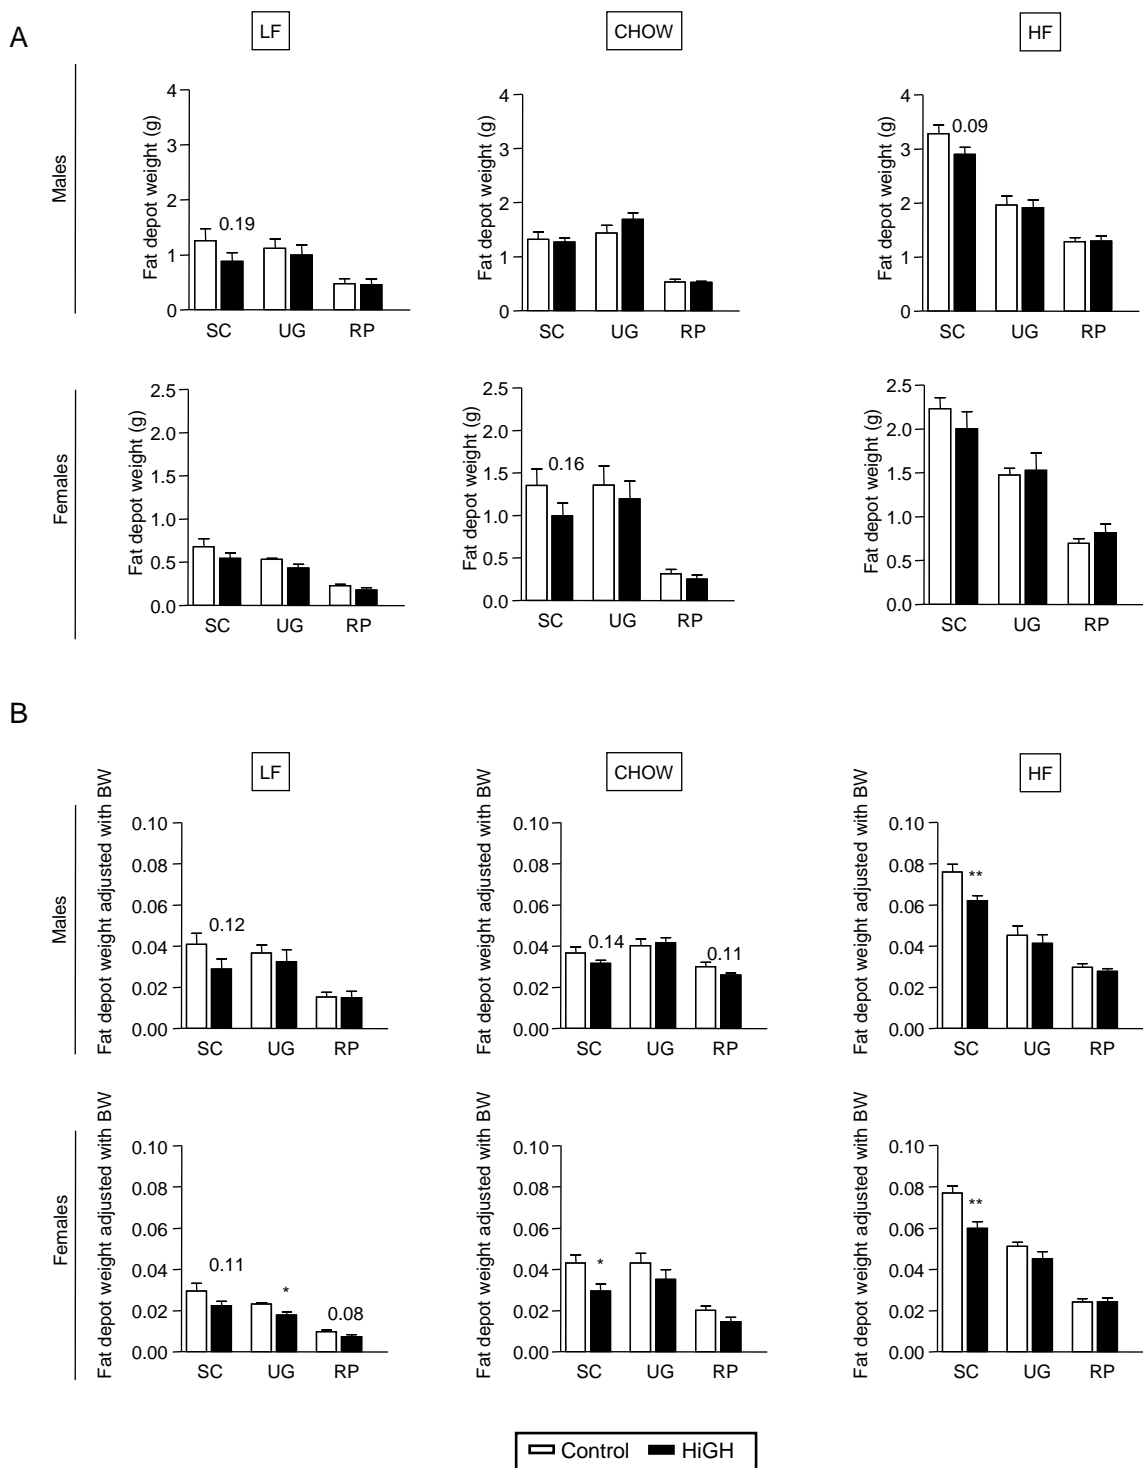 A
LF
CHOW
HF
Males
Fat depot weight (g)
4
3
2
1
0
0.19
SC UG RP
Fat depot weight (g)
4
3
2
1
0
SC UG RP
Fat depot weight (g)
4
3
2
1
0
0.09
SC UG RP
Females
Fat depot weight (g)
2.5
2.0
1.5
1.0
0.5
0.0
SC UG RP
Fat depot weight (g)
2.5
2.0
1.5
1.0
0.5
0.0
0.16
SC UG RP
Fat depot weight (g)
2.5
2.0
1.5
1.0
0.5
0.0
SC UG RP
B
LF
CHOW
HF
Males
Fat depot weight adjusted with BW
0.10
0.08
0.06
0.04
0.02
0.00
0.12
SC UG RP
Fat depot weight adjusted with BW
0.10
0.08
0.06
0.04
0.02
0.00
0.14
0.11
SC UG RP
Fat depot weight adjusted with BW
0.10
0.08
0.06
0.04
0.02
0.00
**
SC UG RP
Females
Fat depot weight adjusted with BW
0.10
0.08
0.06
0.04
0.02
0.00
0.11
*
0.08
SC UG RP
Fat depot weight adjusted with BW
0.10
0.08
0.06
0.04
0.02
0.00
*
SC UG RP
Fat depot weight adjusted with BW
0.10
0.08
0.06
0.04
0.02
0.00
**
SC UG RP
Control HiGH